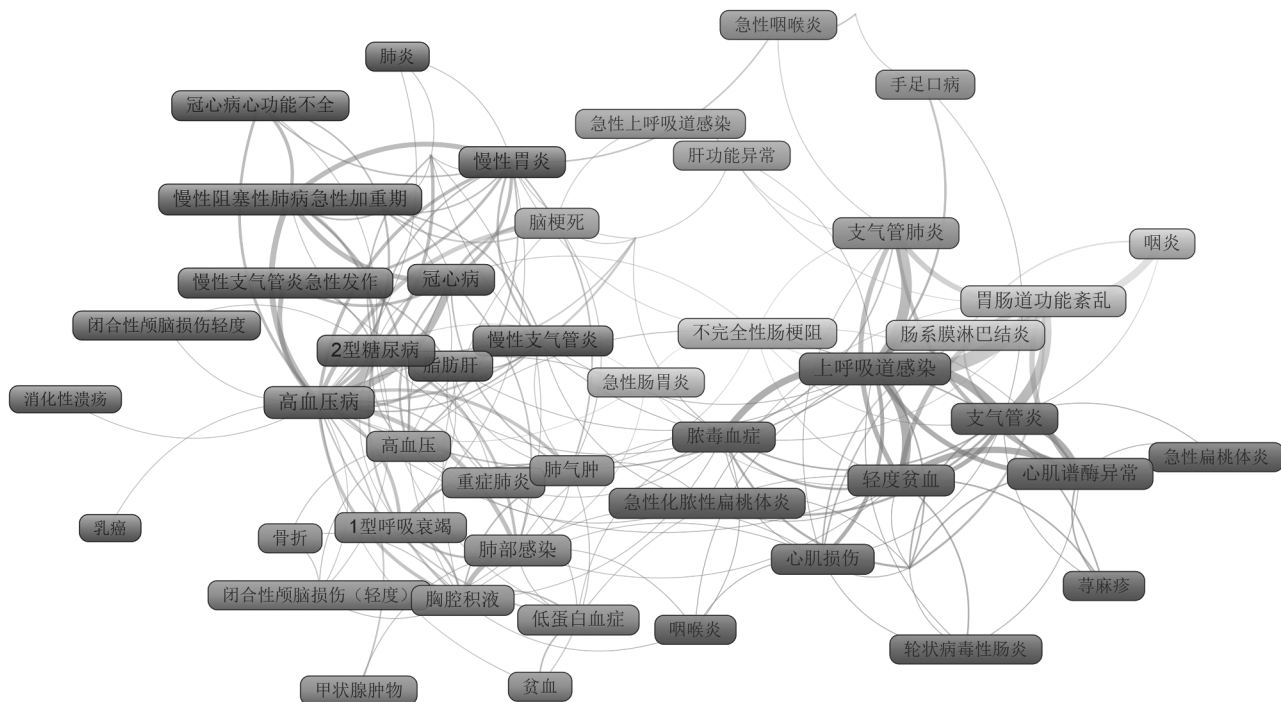 急性咽喉炎
肺炎
手足口病
冠心病心功能不全
急性上呼吸道感染
肝功能异常
慢性胃炎
慢性阻塞性肺病急性加重期
脑梗死
支气管肺炎
咽炎
慢性支气管炎急性发作
冠心病
胃肠道功能紊乱
闭合性颅脑损伤轻度
不完全性肠梗阻
肠系膜淋巴结炎
慢性支气管炎
2型糖尿病
脂肪肝
上呼吸道感染
急性肠胃炎
消化性溃疡
高血压病
支气管炎
脓毒血症
高血压
急性扁桃体炎
肺气肿
心肌谱酶异常
重症肺炎
轻度贫血
急性化脓性扁桃体炎
乳癌
1型呼吸衰竭
骨折
肺部感染
心肌损伤
荨麻疹
闭合性颅脑损伤（轻度）
胸腔积液
低蛋白血症
咽喉炎
轮状病毒性肠炎
甲状腺肿物
贫血